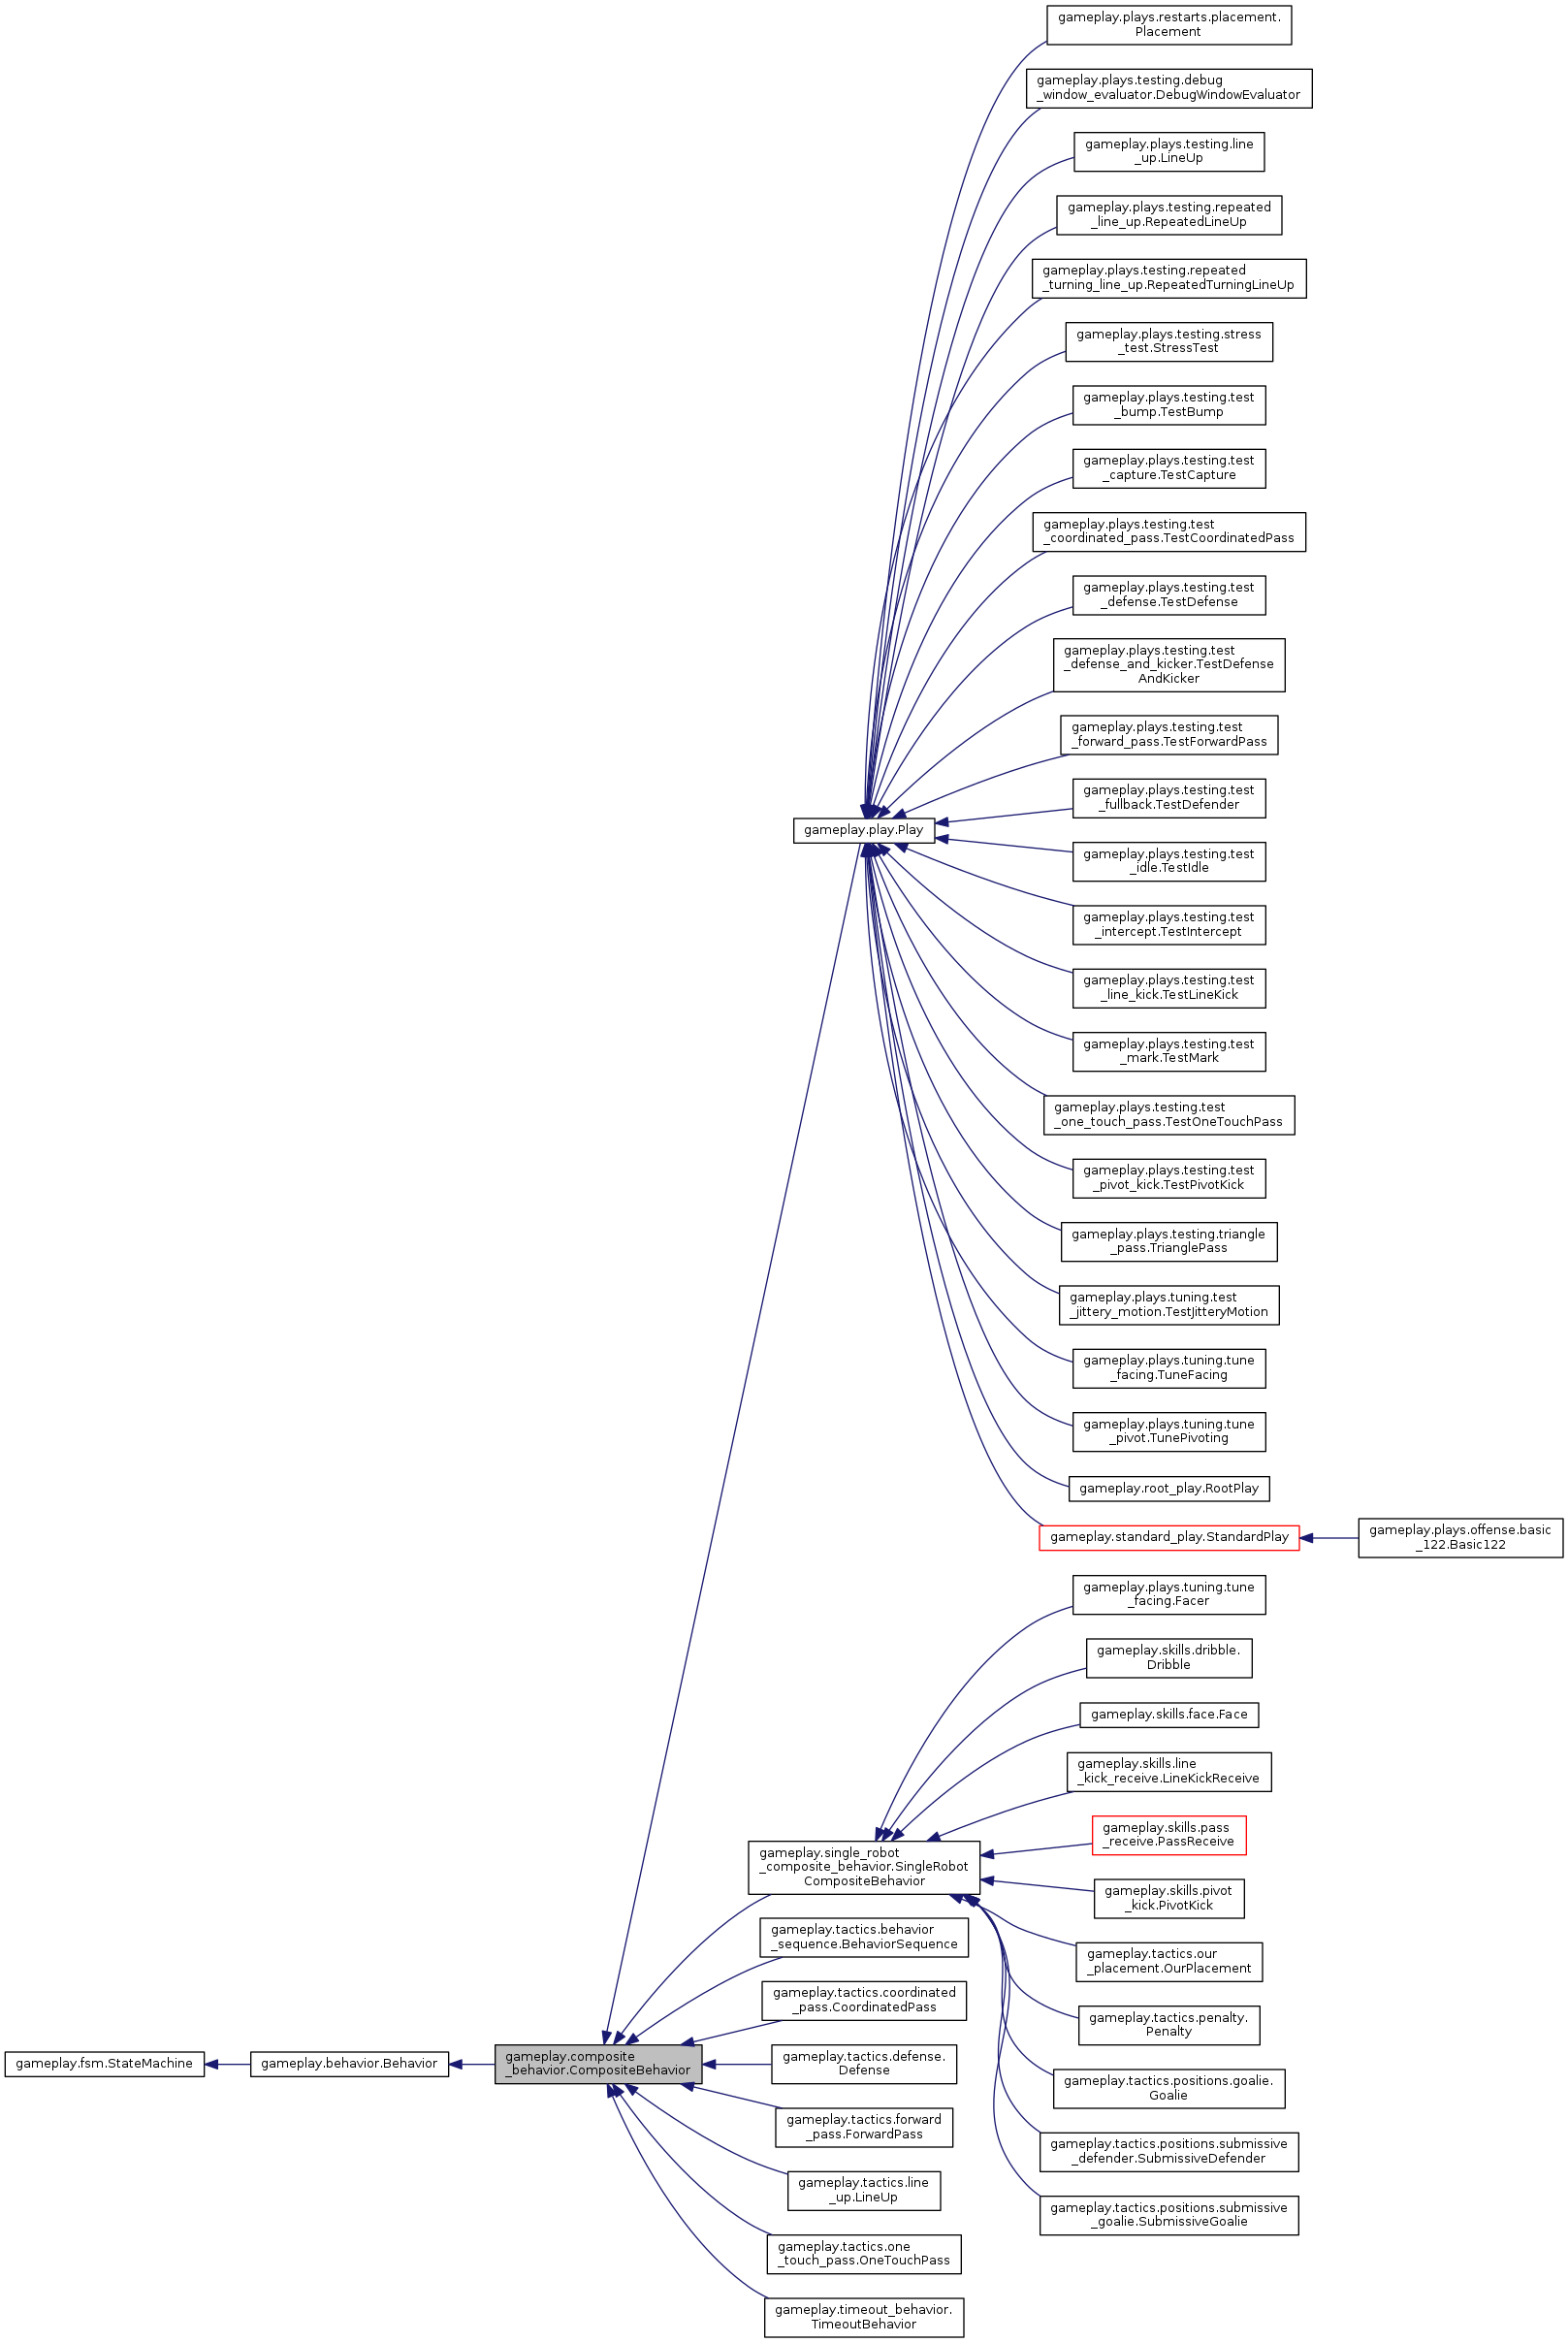 gameplay.plays.restarts.placement.
Placement
gameplay.plays.testing.debug
_window_evaluator.DebugWindowEvaluator
gameplay.plays.testing.line
_up.LineUp
gameplay.plays.testing.repeated
_line_up.RepeatedLineUp
gameplay.plays.testing.repeated
_turning_line_up.RepeatedTurningLineUp
gameplay.plays.testing.stress
_test.StressTest
gameplay.plays.testing.test
_bump.TestBump
gameplay.plays.testing.test
_capture.TestCapture
gameplay.plays.testing.test
_coordinated_pass.TestCoordinatedPass
gameplay.plays.testing.test
_defense.TestDefense
gameplay.plays.testing.test
_defense_and_kicker.TestDefense
AndKicker
gameplay.plays.testing.test
_forward_pass.TestForwardPass
gameplay.plays.testing.test
_fullback.TestDefender
gameplay.play.Play
gameplay.plays.testing.test
_idle.TestIdle
gameplay.plays.testing.test
_intercept.TestIntercept
gameplay.plays.testing.test
_line_kick.TestLineKick
gameplay.plays.testing.test
_mark.TestMark
gameplay.plays.testing.test
_one_touch_pass.TestOneTouchPass
gameplay.plays.testing.test
_pivot_kick.TestPivotKick
gameplay.plays.testing.triangle
_pass.TrianglePass
gameplay.plays.tuning.test
_jittery_motion.TestJitteryMotion
gameplay.plays.tuning.tune
_facing.TuneFacing
gameplay.plays.tuning.tune
_pivot.TunePivoting
gameplay.root_play.RootPlay
gameplay.standard_play.StandardPlay
gameplay.plays.offense.basic
_122.Basic122
gameplay.plays.tuning.tune
_facing.Facer
gameplay.skills.dribble.
Dribble
gameplay.skills.face.Face
gameplay.skills.line
_kick_receive.LineKickReceive
gameplay.skills.pass
_receive.PassReceive
gameplay.single_robot
_composite_behavior.SingleRobot
CompositeBehavior
gameplay.skills.pivot
_kick.PivotKick
gameplay.tactics.behavior
_sequence.BehaviorSequence
gameplay.tactics.our
_placement.OurPlacement
gameplay.tactics.coordinated
_pass.CoordinatedPass
gameplay.tactics.penalty.
Penalty
gameplay.fsm.StateMachine
gameplay.behavior.Behavior
gameplay.composite
_behavior.CompositeBehavior
gameplay.tactics.defense.
Defense
gameplay.tactics.positions.goalie.
Goalie
gameplay.tactics.forward
_pass.ForwardPass
gameplay.tactics.positions.submissive
_defender.SubmissiveDefender
gameplay.tactics.line
_up.LineUp
gameplay.tactics.positions.submissive
_goalie.SubmissiveGoalie
gameplay.tactics.one
_touch_pass.OneTouchPass
gameplay.timeout_behavior.
TimeoutBehavior